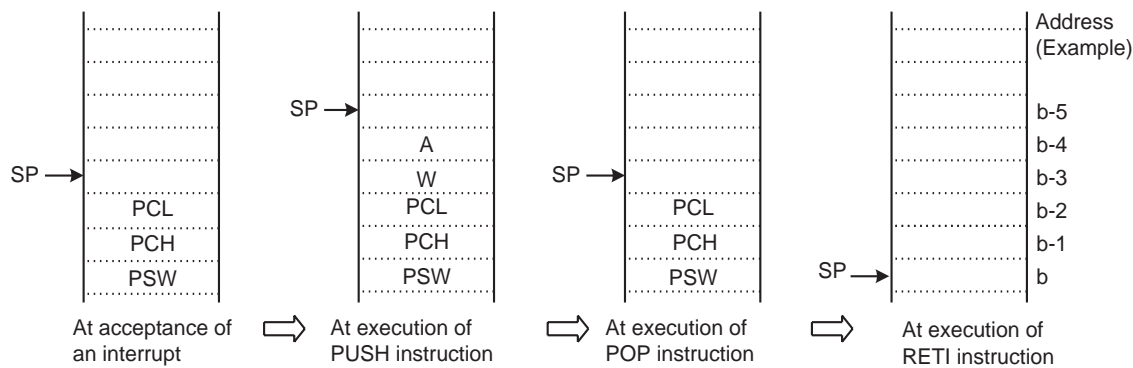 Address
(Example)
SP
b-5
A
b-4
SP
W
SP
b-3
PCL
PCL
PCL
b-2
PCH
PCH
PCH
b-1
PSW
PSW
PSW
SP
b
At acceptance of
an interrupt
At execution of
PUSH instruction
At execution of
POP instruction
At execution of
RETI instruction